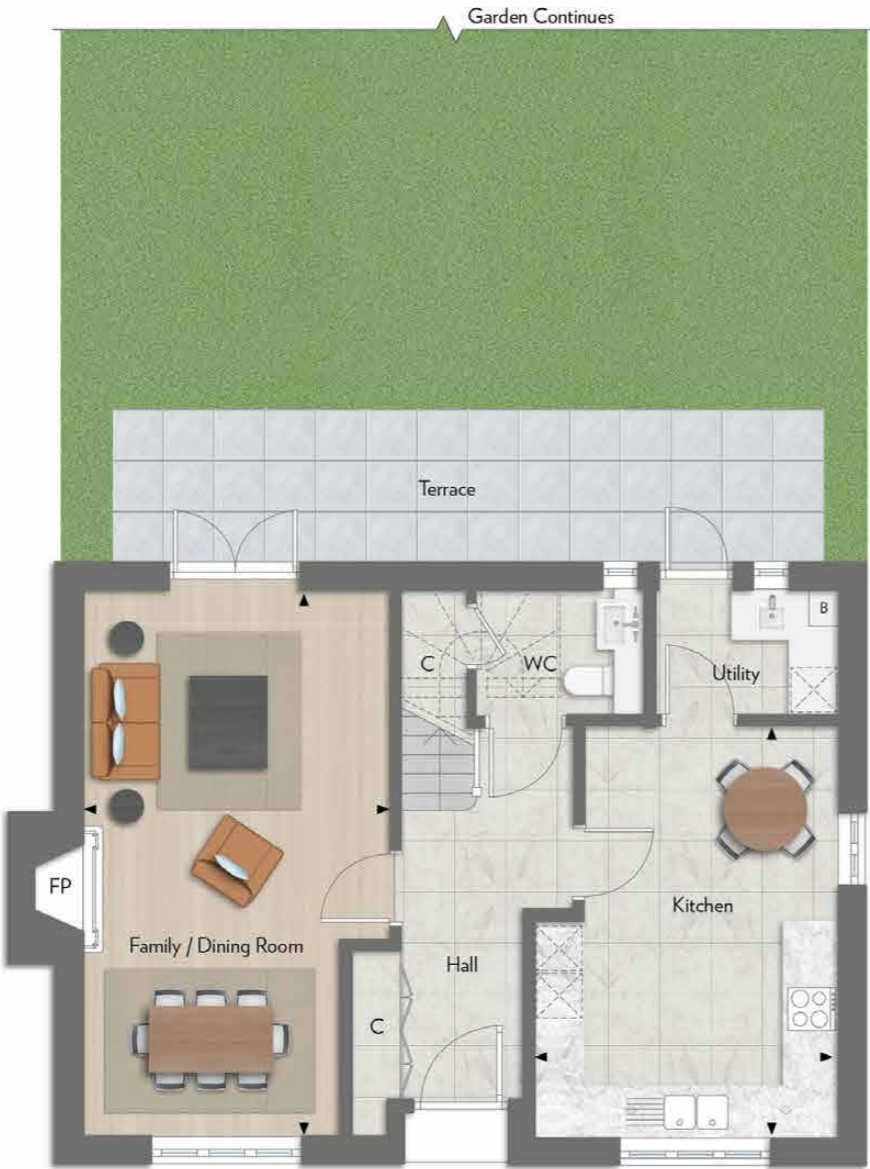 Garden Continues
Terrace
B
C
WC
Utility
FP
Kitchen
Family / Dining Room
Hall
C